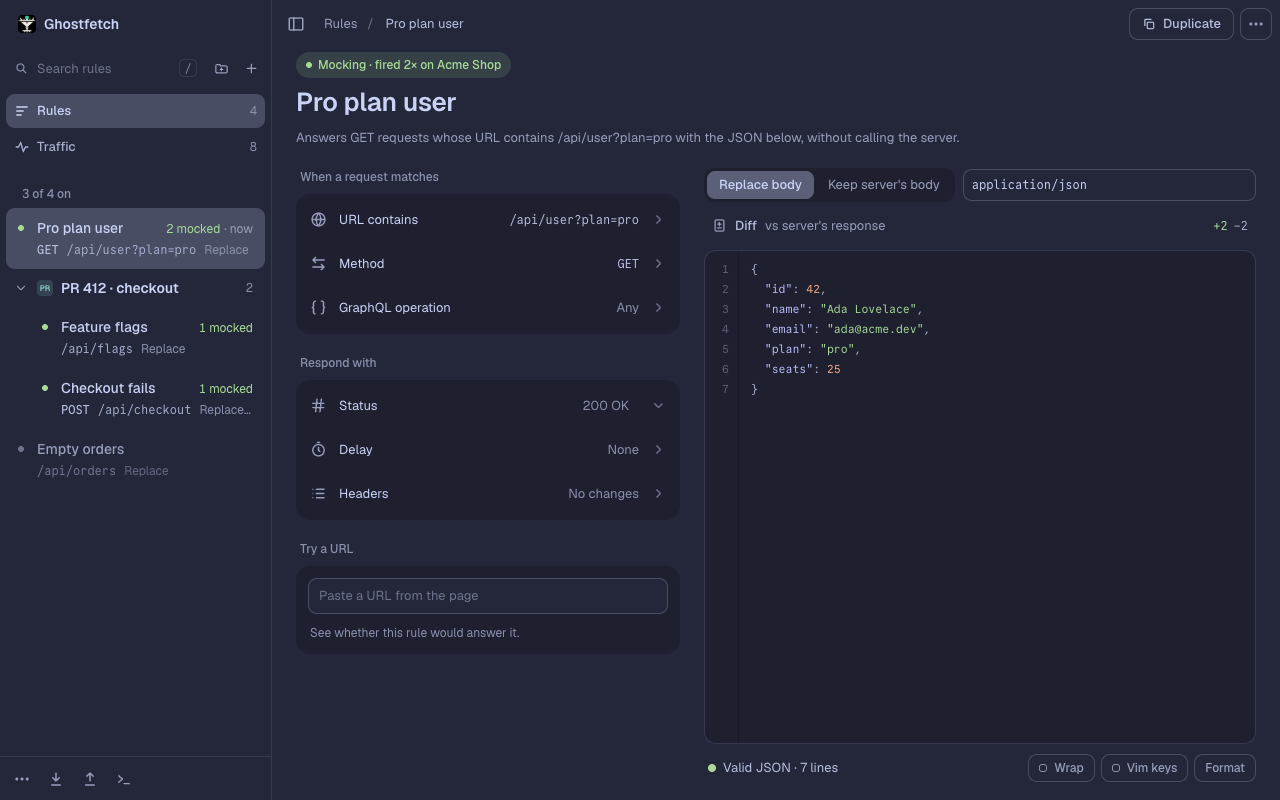 Ghostfetch
Search rules /
Rules 4
Traffic 8
3 of 4 on
Pro plan user 2 mocked · now
GET /api/user?plan=pro Replace
PR PR 412 · checkout 2
Feature flags 1 mocked
/api/flags Replace
Checkout fails 1 mocked
POST /api/checkout Replace…
Empty orders
/api/orders Replace
Rules / Pro plan user
Duplicate
Mocking · fired 2× on Acme Shop
Pro plan user
Answers GET requests whose URL contains /api/user?plan=pro with the JSON below, without calling the server.
When a request matches
URL contains /api/user?plan=pro
Method GET
GraphQL operation Any
Respond with
Status 200 OK
Delay None
Headers No changes
Try a URL
Paste a URL from the page
See whether this rule would answer it.
Replace body Keep server's body application/json
Diff vs server's response +2 −2
1 {
2 "id": 42,
3 "name": "Ada Lovelace",
4 "email": "ada@acme.dev",
5 "plan": "pro",
6 "seats": 25
7 }
Valid JSON · 7 lines
Wrap Vim keys Format